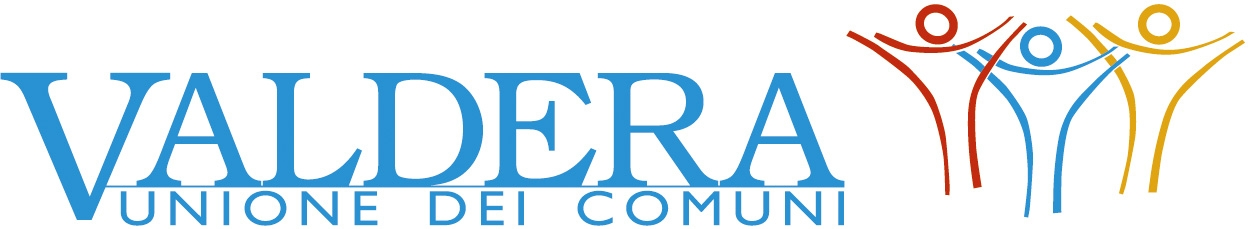 VALDERA
UNIONE DEI COMUNI